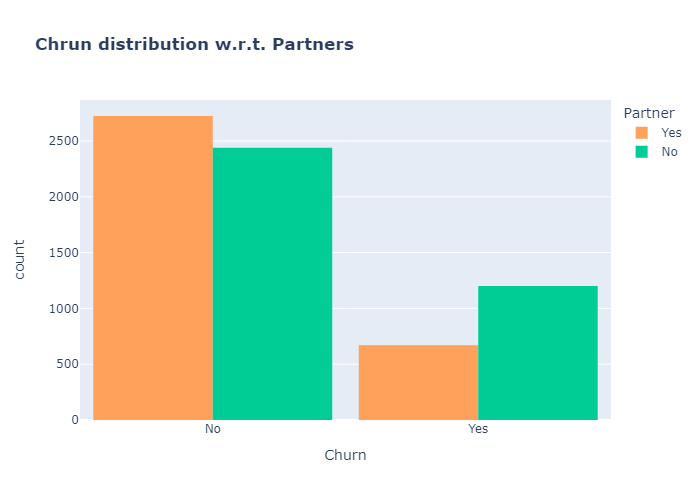 Chrun distribution w.r.t. Partners
Partner
Yes
No
count
2500
2000
1500
1000
500
0
No
Yes
Churn